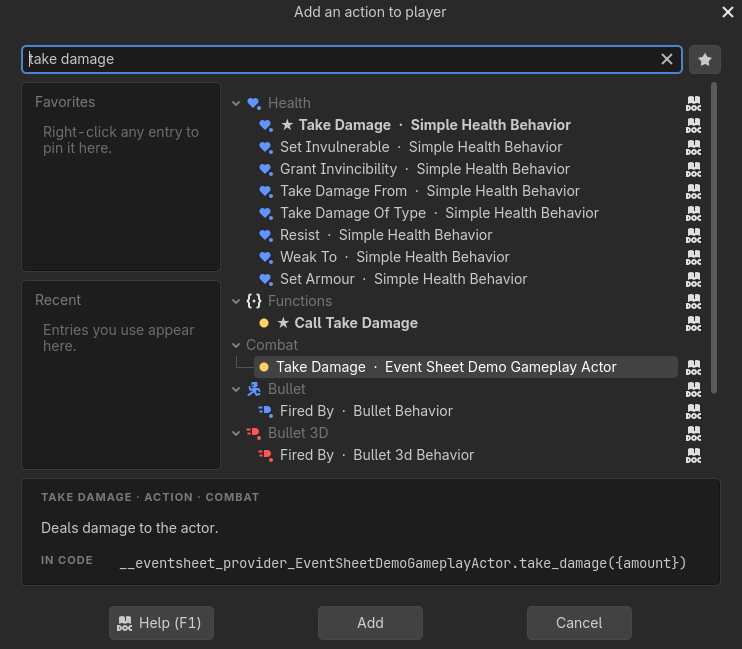 Add an action to player
take damage
Favorites
Right-click any entry to
pin it here.
Recent
Entries you use appear
here.
Health
★ Take Damage · Simple Health Behavior
Set Invulnerable · Simple Health Behavior
Grant Invincibility · Simple Health Behavior
Take Damage From · Simple Health Behavior
Take Damage Of Type · Simple Health Behavior
Resist · Simple Health Behavior
Weak To · Simple Health Behavior
Set Armour · Simple Health Behavior
Functions
★ Call Take Damage
Combat
Take Damage · Event Sheet Demo Gameplay Actor
Bullet
Fired By · Bullet Behavior
Bullet 3D
Fired By · Bullet 3d Behavior
TAKE DAMAGE · ACTION · COMBAT
Deals damage to the actor.
IN CODE __eventsheet_provider_EventSheetDemoGameplayActor.take_damage({amount})
DOC Help (F1)
Add
Cancel